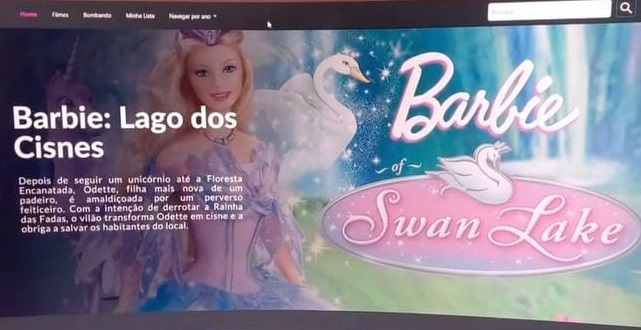 Home Filmes Bombando Minha Lista Navegar por ano
Barbie: Lago dos
Cisnes
Depois de seguir um unicórnio até a Floresta
Encanatada, Odette, filha mais nova de um
padeiro, é amaldiçoada por um perverso
feiticeiro. Com a intenção de derrotar a Rainha
das Fadas, o vilão transforma Odette em cisne e a
obriga a salvar os habitantes do local.
Barbie
of
Swan Lake